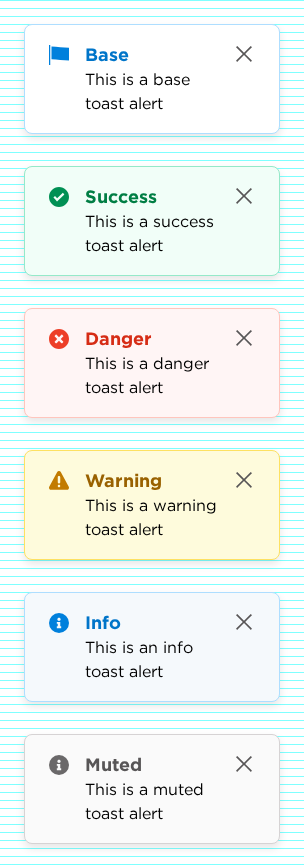 Base
This is a base
toast alert
Success
This is a success
toast alert
Danger
This is a danger
toast alert
Warning
This is a warning
toast alert
Info
This is an info
toast alert
Muted
This is a muted
toast alert